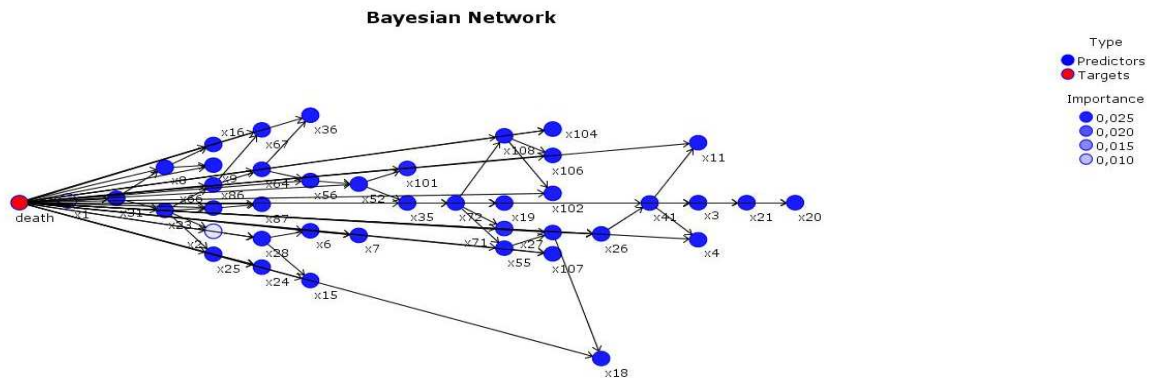 Bayesian Network
Type
Predictors
Targets
Importance
0,025
0,020
0,015
0,010
x36
x16
x67
x104
x108
x106
x11
x8
x9
x64
x56
x101
x86
x52
x66
x102
death
x1
x31
x87
x35
x72
x19
x41
x3
x21
x20
x33
x2
x28
x6
x7
x71
x27
x26
x4
x55
x107
x25
x24
x15
x18